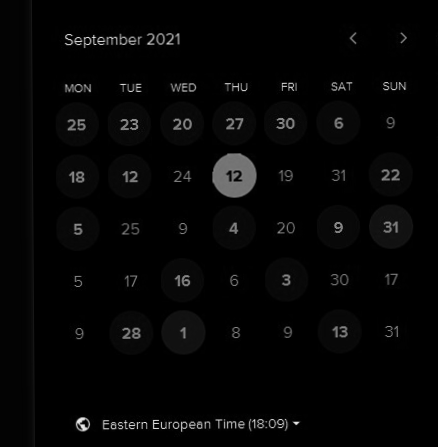 September 2021
MON TUE WED THU FRI SAT SUN
25 23 20 27 30 6 9
18 12 24 12 19 31 22
5 25 9 4 20 9 31
5 17 16 6 3 30 17
9 28 1 8 9 13 31
Eastern European Time (18:09)